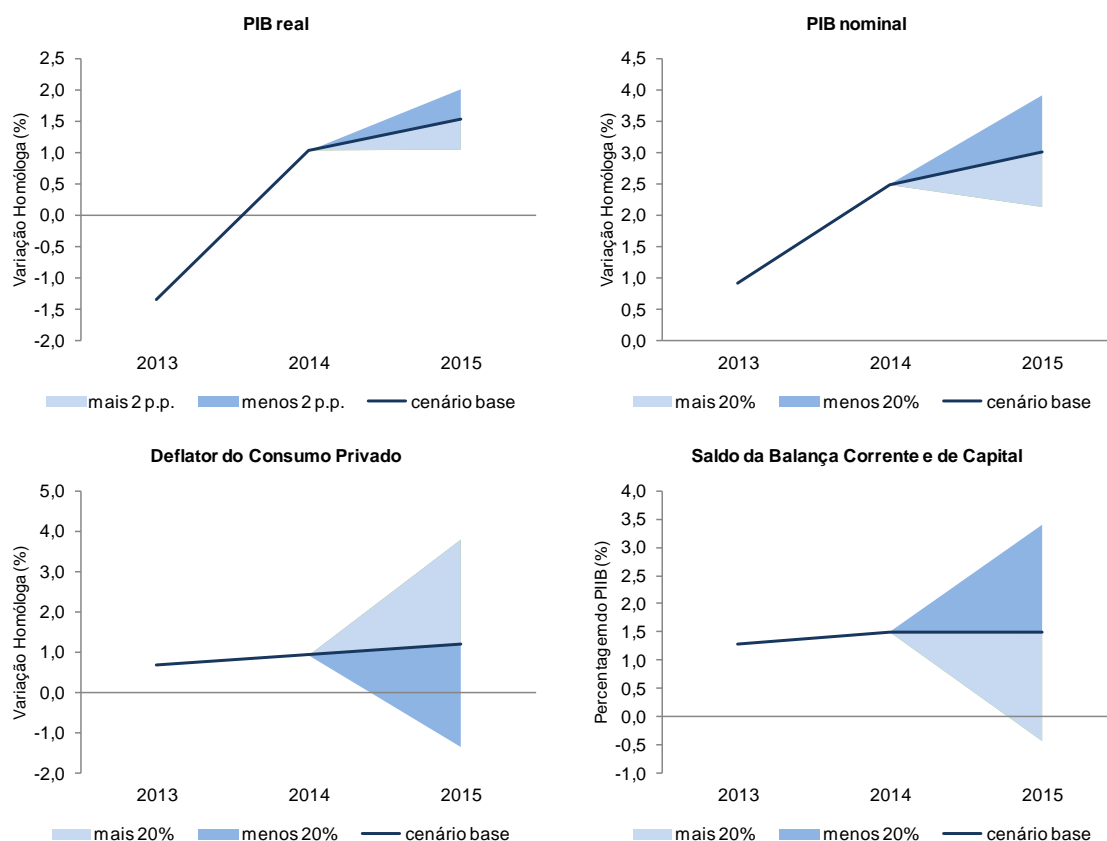 PIB real
Variação Homóloga (%)
2,5
2,0
1,5
1,0
0,5
0,0
-0,5
-1,0
-1,5
-2,0
2013 2014 2015
mais 2 p.p. menos 2 p.p. cenário base
PIB nominal
Variação Homóloga (%)
4,5
4,0
3,5
3,0
2,5
2,0
1,5
1,0
0,5
0,0
2013 2014 2015
mais 20% menos 20% cenário base
Deflator do Consumo Privado
Variação Homóloga (%)
5,0
4,0
3,0
2,0
1,0
0,0
-1,0
-2,0
2013 2014 2015
mais 20% menos 20% cenário base
Saldo da Balança Corrente e de Capital
Percentagem do PIIB (%)
4,0
3,5
3,0
2,5
2,0
1,5
1,0
0,5
0,0
-0,5
-1,0
2013 2014 2015
mais 20% menos 20% cenário base